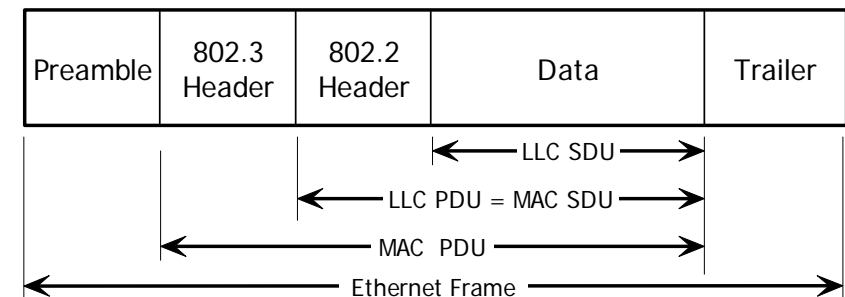 Preamble
802.3
Header
802.2
Header
Data
Trailer
LLC SDU
LLC PDU = MAC SDU
MAC PDU
Ethernet Frame